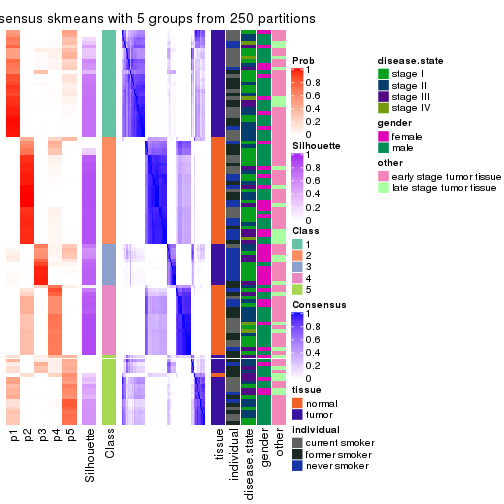 sensus skmeans with 5 groups from 250 partitions
Prob
1
0.8
0.6
0.4
0.2
0
Silhouette
1
0.8
0.6
0.4
0.2
0
Class
1
2
3
4
5
Consensus
1
0.8
0.6
0.4
0.2
0
tissue
normal
tumor
individual
current smoker
former smoker
never smoker
disease.state
stage I
stage II
stage III
stage IV
gender
female
male
other
early stage tumor tissue
late stage tumor tissue
p1
p2
p3
p4
p5
Silhouette
Class
tissue
individual
disease.state
gender
other